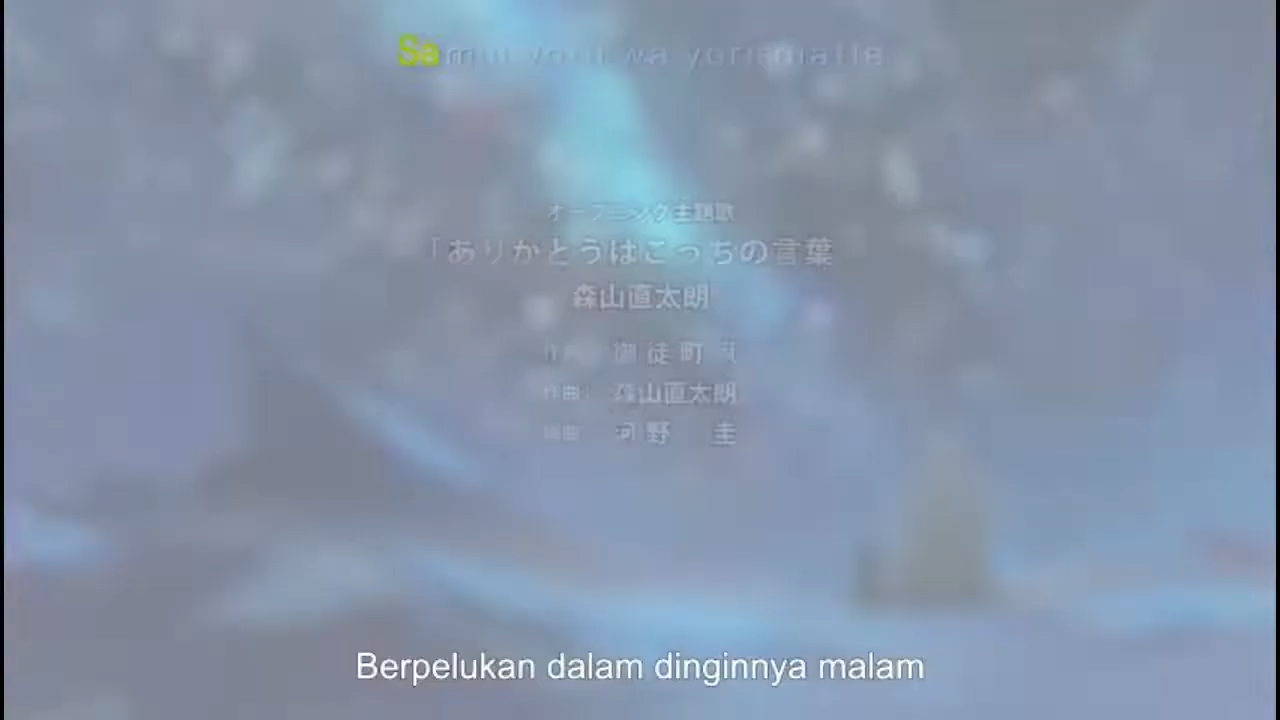 Samui yoru wa yorisotte
オープニング主題歌
「ありがとうはこっちの言葉
森山直太朗
作詞： 御徒町 凧
作曲： 森山直太朗
編曲： 河野 圭
Berpelukan dalam dinginnya malam